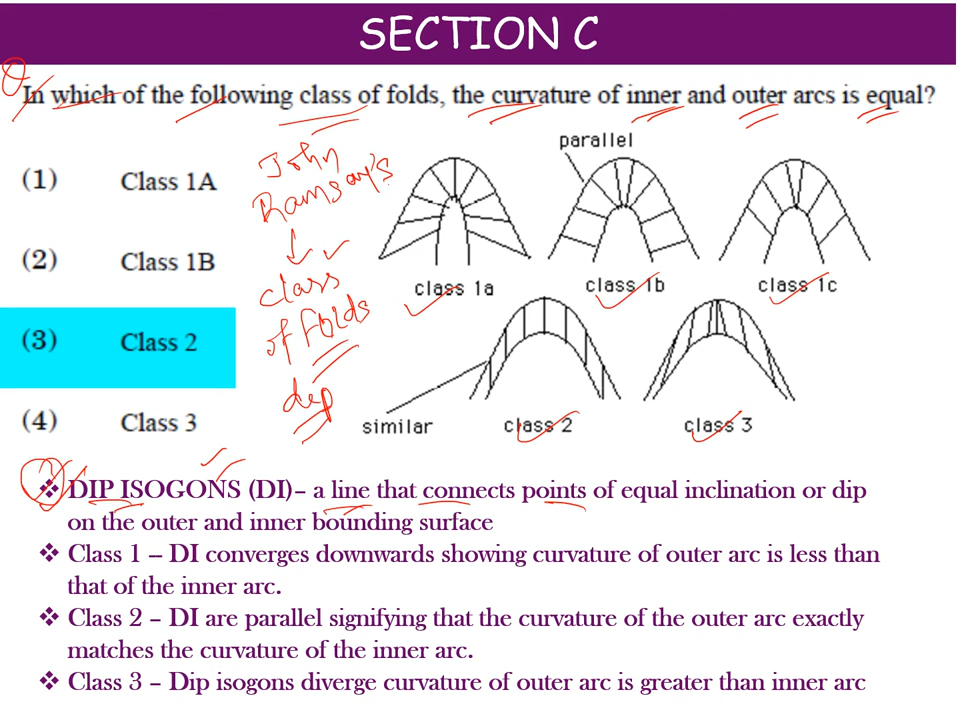 SECTION C
Q
In which of the following class of folds, the curvature of inner and outer arcs is equal?
(1) Class 1A
(2) Class 1B
(3) Class 2
(4) Class 3
John
Ramsay's
class
of folds
dip
parallel
class 1a
class 1b
class 1c
similar
class 2
class 3
❖ DIP ISOGONS (DI)– a line that connects points of equal inclination or dip
on the outer and inner bounding surface
❖ Class 1 – DI converges downwards showing curvature of outer arc is less than
that of the inner arc.
❖ Class 2 – DI are parallel signifying that the curvature of the outer arc exactly
matches the curvature of the inner arc.
❖ Class 3 – Dip isogons diverge curvature of outer arc is greater than inner arc